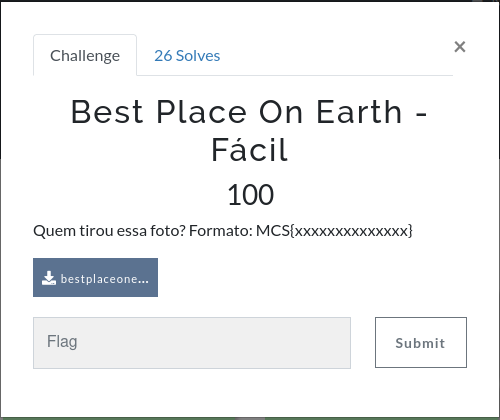 Challenge
26 Solves
×
Best Place On Earth -
Fácil
100
Quem tirou essa foto? Formato: MCS{xxxxxxxxxxxxxx}
bestplaceone...
Flag
Submit